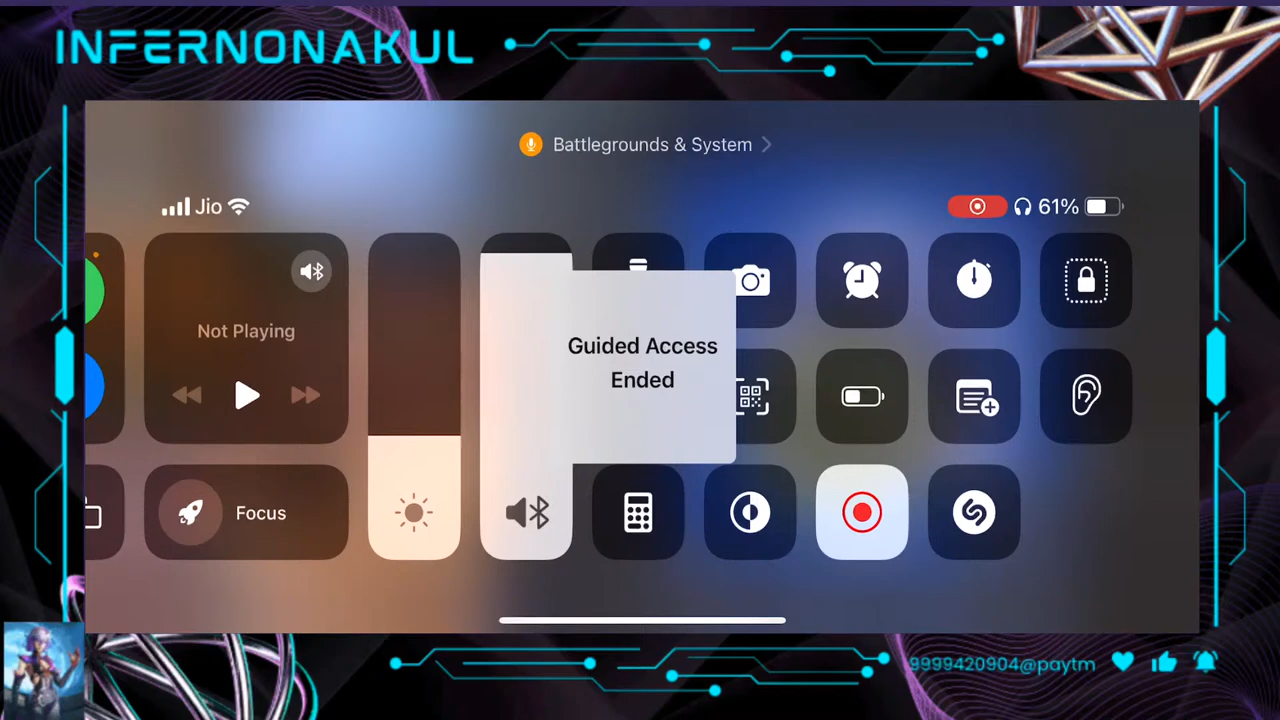 INFERNONAKUL
Battlegrounds & System
Jio
61%
Not Playing
Guided Access
Ended
Focus
9999420904@paytm